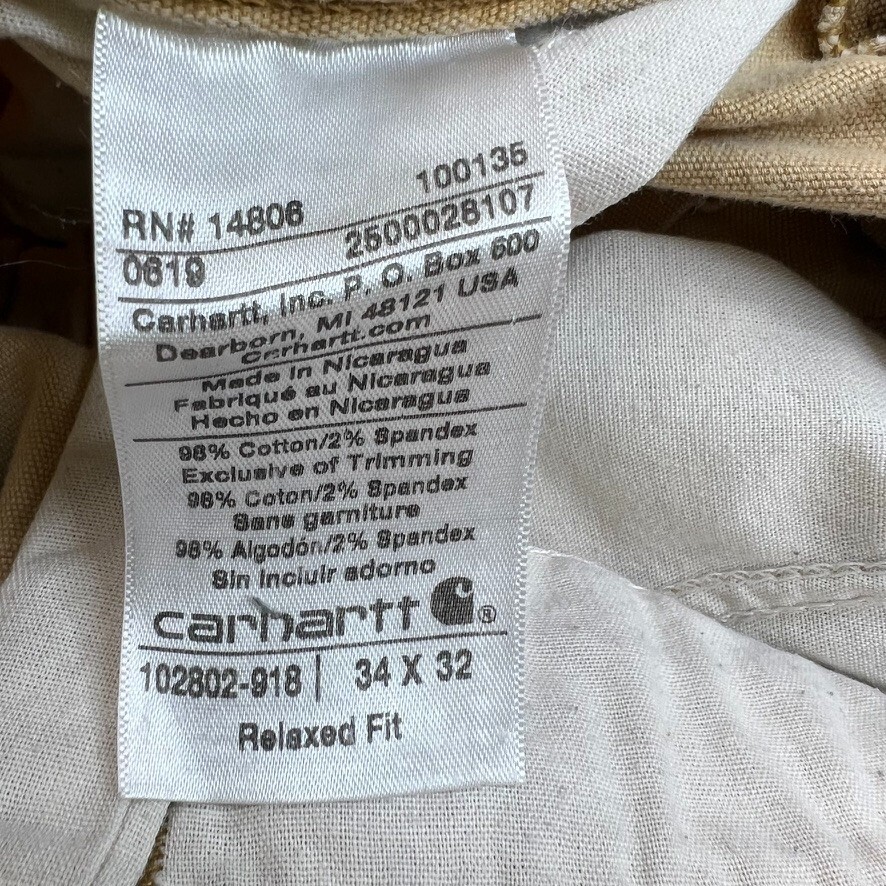 100135
RN# 14806
2500028107
0619
Carhartt, Inc. P. O. Box 600
Dearborn, MI 48121 USA
Carhartt.com
Made in Nicaragua
Fabriqué au Nicaragua
Hecho en Nicaragua
98% Cotton/2% Spandex
Exclusive of Trimming
98% Coton/2% Spandex
Sans garniture
98% Algodón/2% Spandex
Sin incluir adorno
carhartt ®
102802-918 | 34 X 32
Relaxed Fit